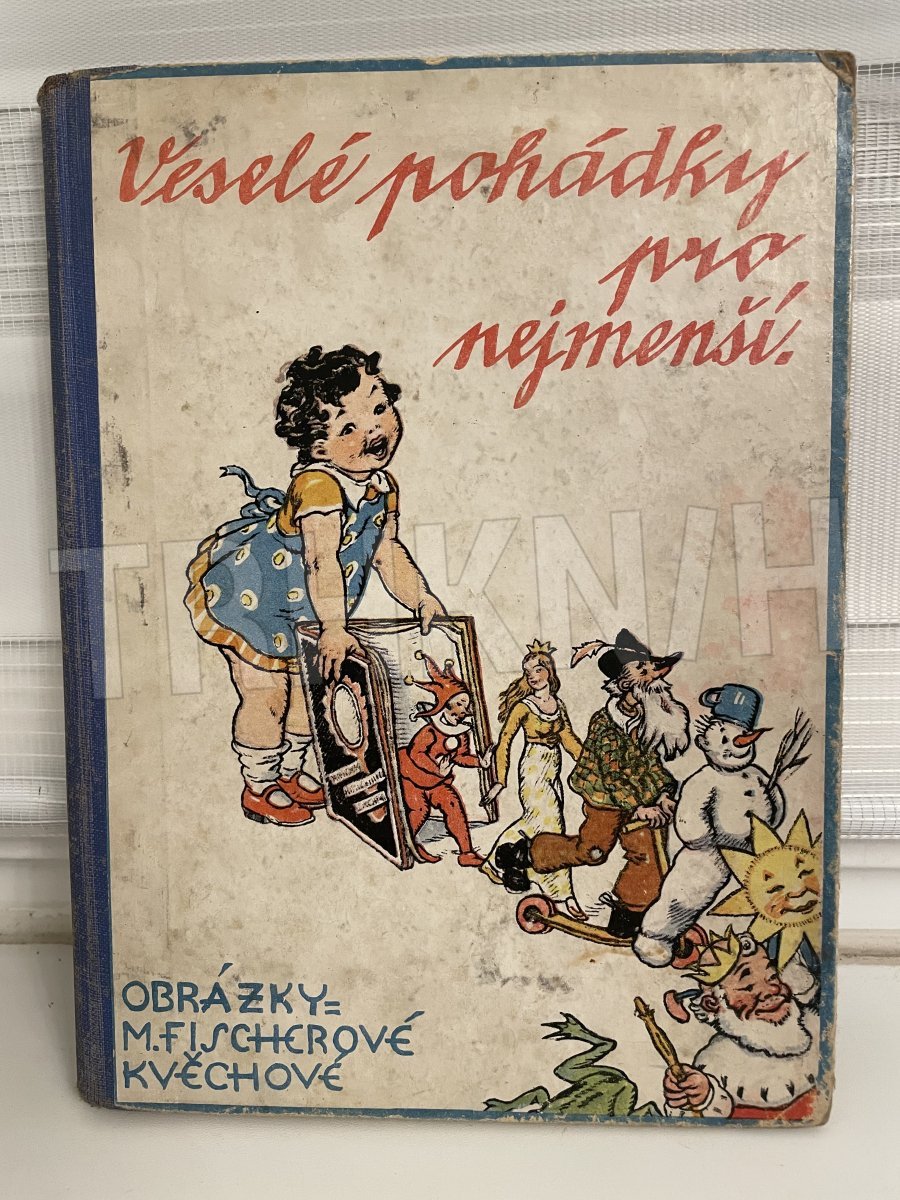 Veselé pohádky
pro
nejmenší.
OBRÁZKY=
M. FISCHEROVÉ
KVĚCHOVÉ